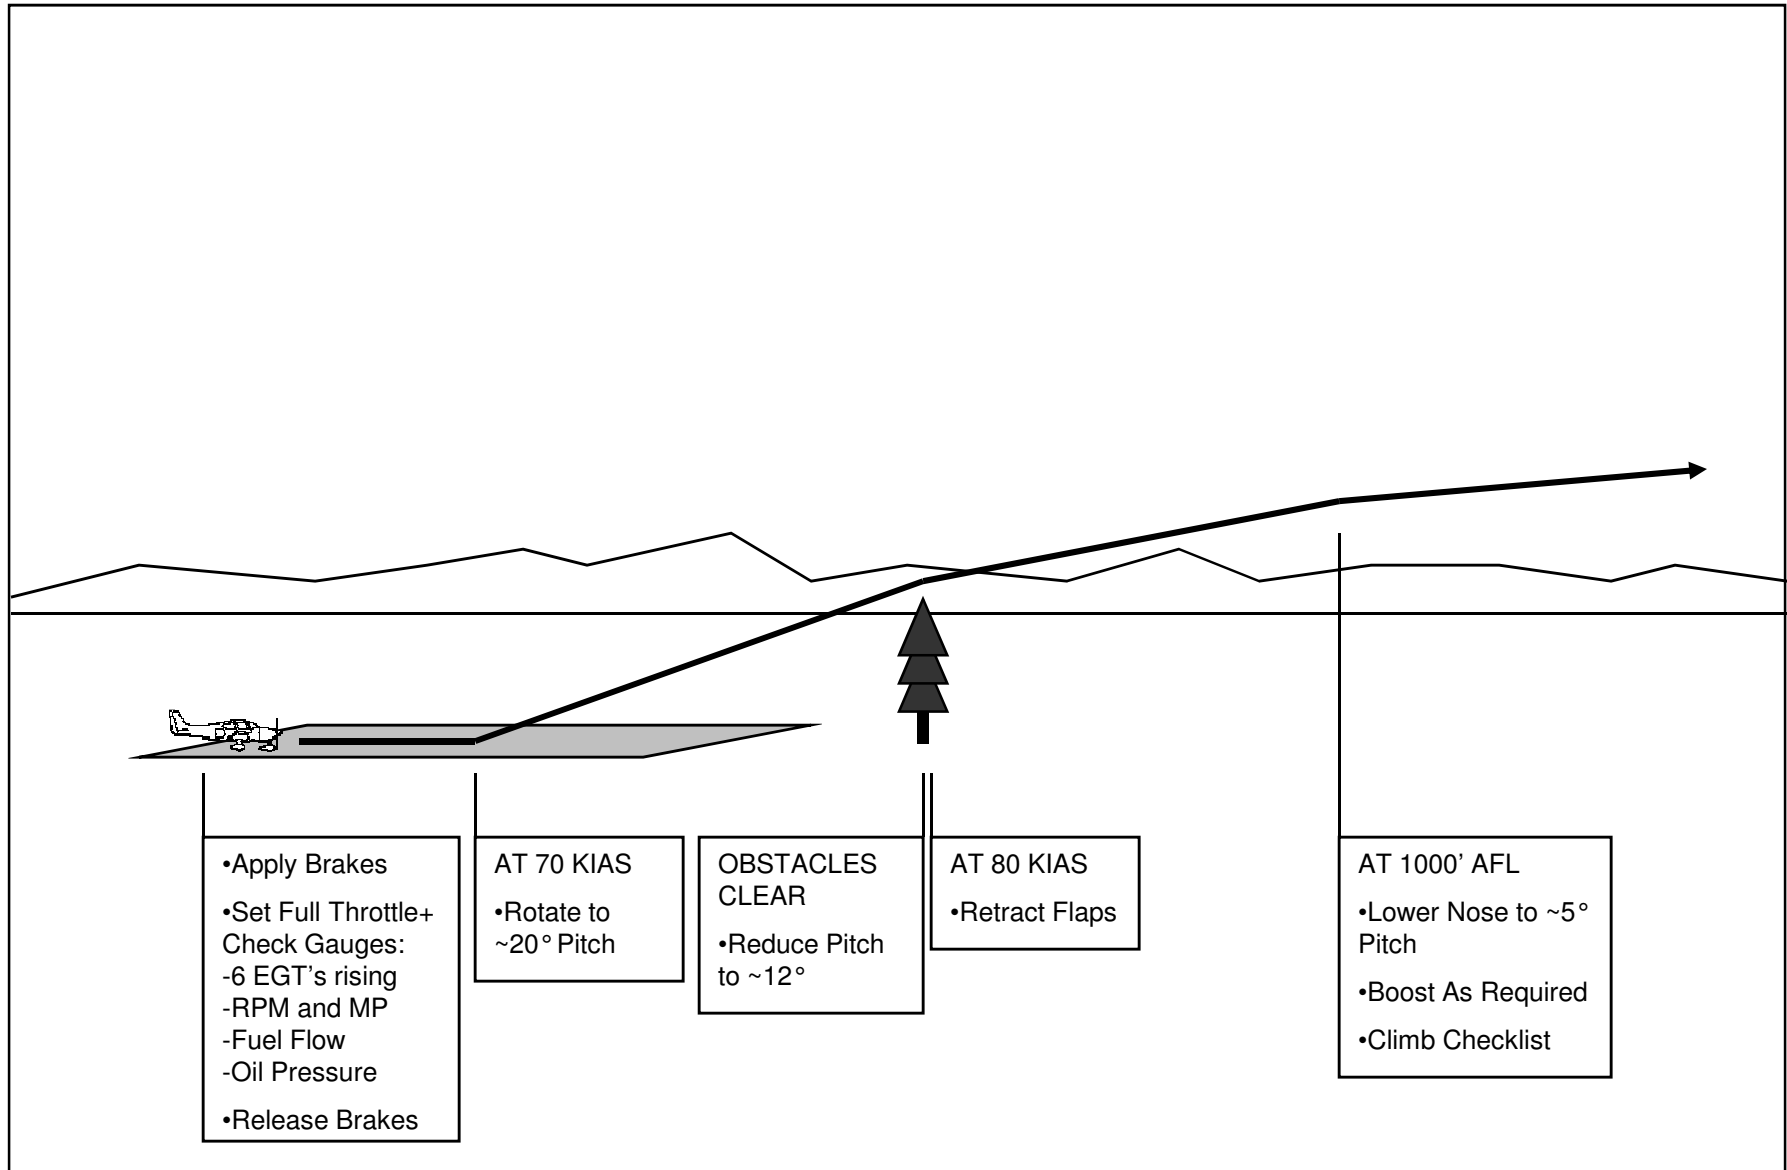 •Apply Brakes
•Set Full Throttle+
Check Gauges:
-6 EGT's rising
-RPM and MP
-Fuel Flow
-Oil Pressure
•Release Brakes
AT 70 KIAS
•Rotate to
~20° Pitch
OBSTACLES
CLEAR
•Reduce Pitch
to ~12°
AT 80 KIAS
•Retract Flaps
AT 1000' AFL
•Lower Nose to ~5°
Pitch
•Boost As Required
•Climb Checklist